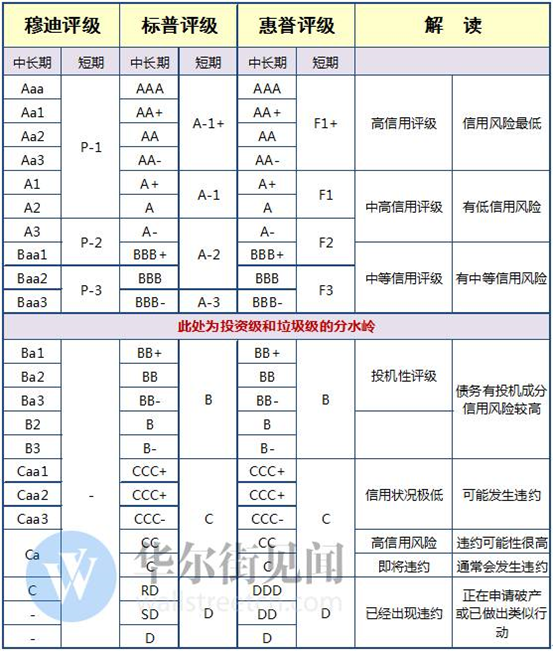 穆迪评级 标普评级 惠誉评级 解 读
中长期 短期 中长期 短期 中长期 短期
Aaa P-1 AAA A-1+ AAA F1+ 高信用评级 信用风险最低
Aa1 AA+ AA+
Aa2 AA AA
Aa3 AA- AA-
A1 A+ A-1 A+ F1 中高信用评级 有低信用风险
A2 A A
A3 P-2 A- A-2 A- F2
Baa1 BBB+ BBB+ 中等信用评级 有中等信用风险
Baa2 P-3 BBB BBB F3
Baa3 BBB- A-3 BBB-
此处为投资级和垃圾级的分水岭
Ba1 - BB+ B BB+ B 投机性评级 债务有投机成分
信用风险较高
Ba2 BB BB
Ba3 BB- BB-
B2 B B
B3 B- B-
Caa1 CCC+ C CCC+ C 信用状况极低 可能发生违约
Caa2 CCC+ CCC+
Caa3 CCC- CCC-
Ca CC CC 高信用风险 违约可能性很高
C C 即将违约 通常会发生违约
C RD D DDD D 已经出现违约 正在申请破产
或已做出类似行
动
- SD DD
- D D
W 华尔街见闻
wallstreetcn.com